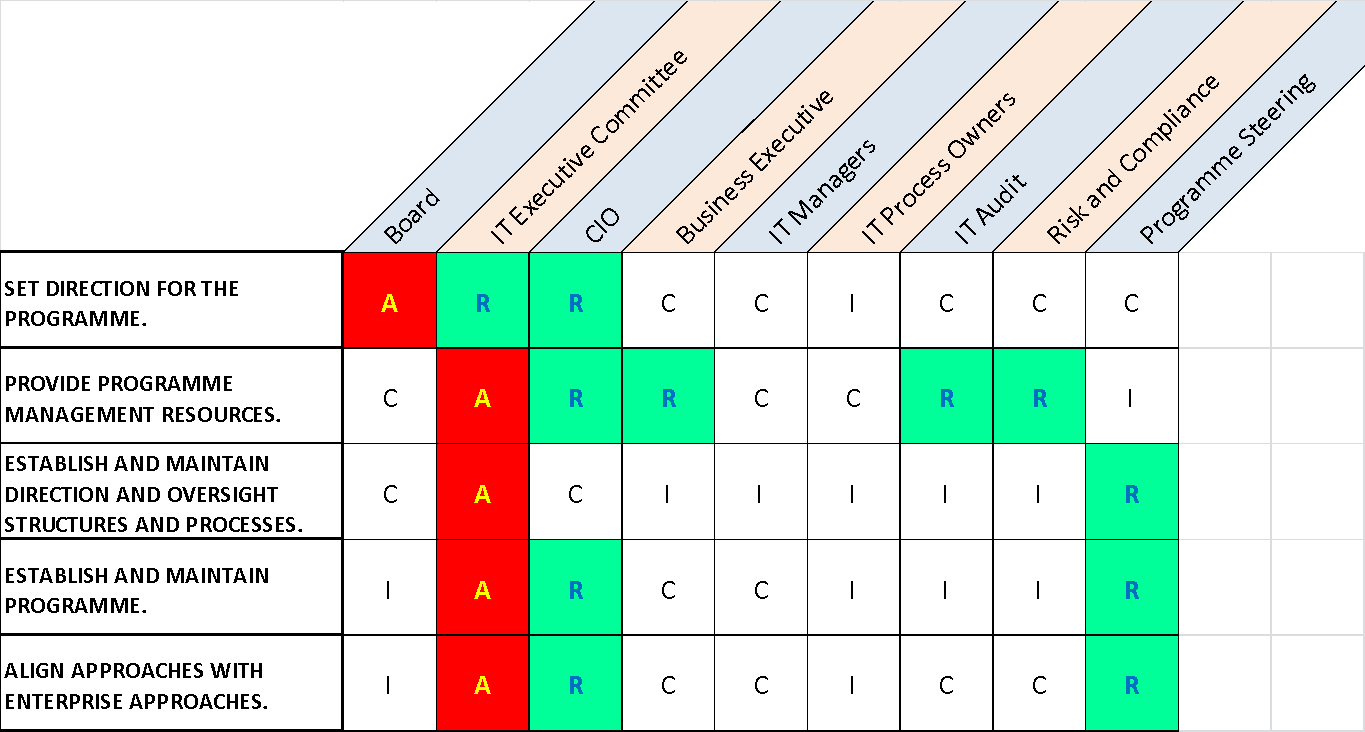 Board
IT Executive Committee
CIO
Business Executive
IT Managers
IT Process Owners
IT Audit
Risk and Compliance
Programme Steering
SET DIRECTION FOR THE
PROGRAMME.
A R R C C I C C C
PROVIDE PROGRAMME
MANAGEMENT RESOURCES.
C A R R C C R R I
ESTABLISH AND MAINTAIN
DIRECTION AND OVERSIGHT
STRUCTURES AND PROCESSES.
C A C I I I I I R
ESTABLISH AND MAINTAIN
PROGRAMME.
I A R C C I I I R
ALIGN APPROACHES WITH
ENTERPRISE APPROACHES.
I A R C C I C C R